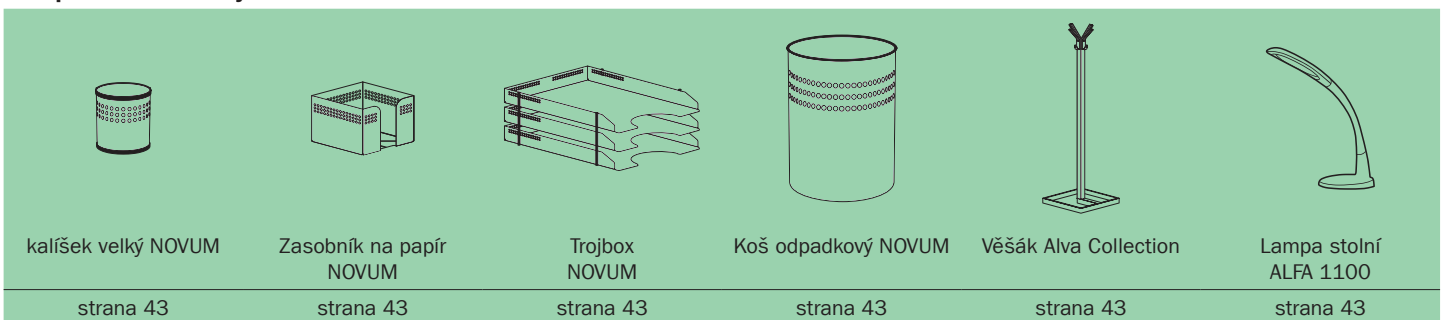 kalíšek velký NOVUM
Zasobník na papír
NOVUM
Trojbox
NOVUM
Koš odpadkový NOVUM
Věšák Alva Collection
Lampa stolní
ALFA 1100
strana 43
strana 43
strana 43
strana 43
strana 43
strana 43